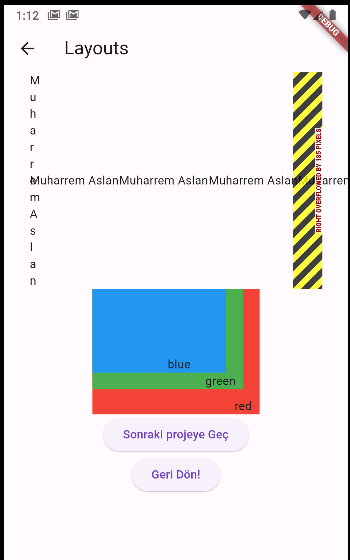 1:12
DEBUG
Layouts
M
u
h
a
r
r
e
m
A
s
l
a
n
Muharrem AslanMuharrem AslanMuharrem AslanMuharrem
RIGHT OVERFLOWED BY 185 PIXELS
blue
green
red
Sonraki projeye Geç
Geri Dön!